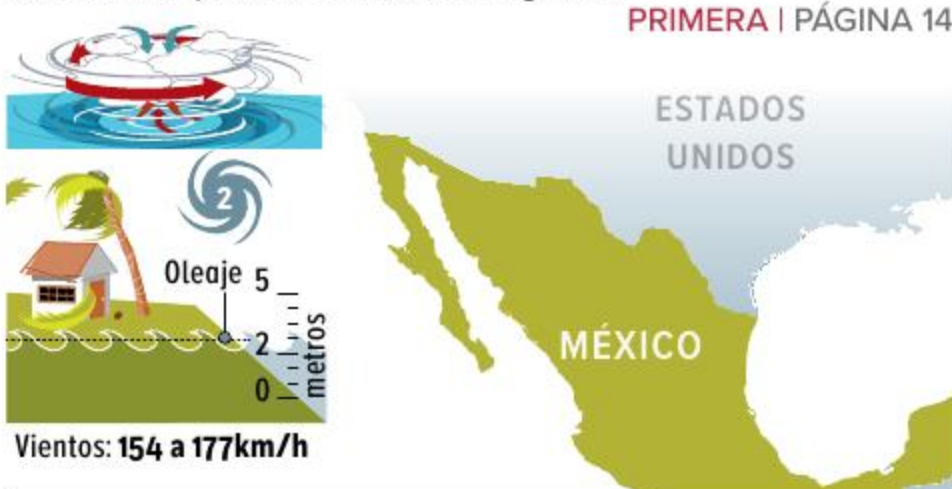 PRIMERA | PÁGINA 14
ESTADOS
UNIDOS
2
Oleaje 5
2
0
metros
MÉXICO
Vientos: 154 a 177km/h